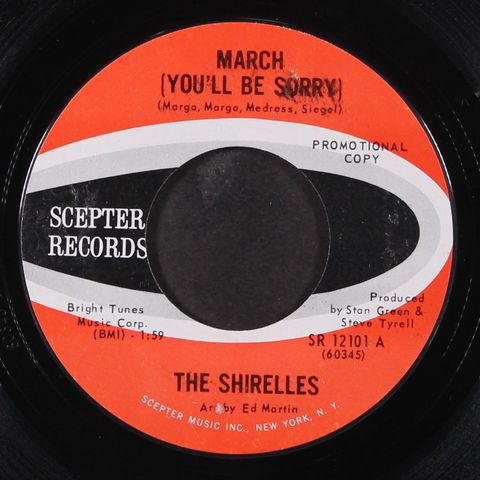 MARCH
(YOU'LL BE SORRY)
(Margo, Margo, Medress, Siegel)
PROMOTIONAL
COPY
SCEPTER
RECORDS
Bright Tunes
Music Corp.
(BMI) - 1:59
Produced
by Stan Green &
Steve Tyrell
SR 12101 A
(60345)
THE SHIRELLES
Arr. by Ed Martin
SCEPTER MUSIC INC., NEW YORK, N. Y.